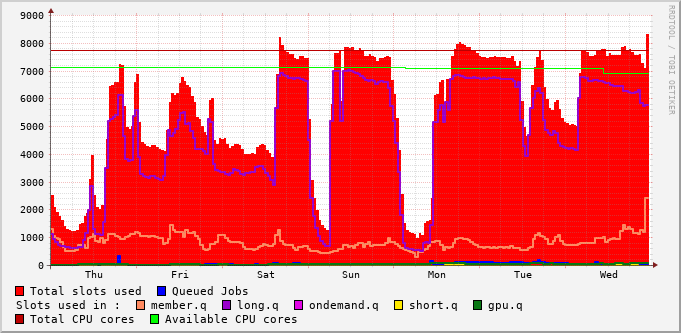 9000
8000
7000
6000
5000
4000
3000
2000
1000
0
Thu Fri Sat Sun Mon Tue Wed
RRDTOOL / TOBI OETIKER
Total slots used Queued Jobs
Slots used in : member.q long.q ondemand.q short.q gpu.q
Total CPU cores Available CPU cores